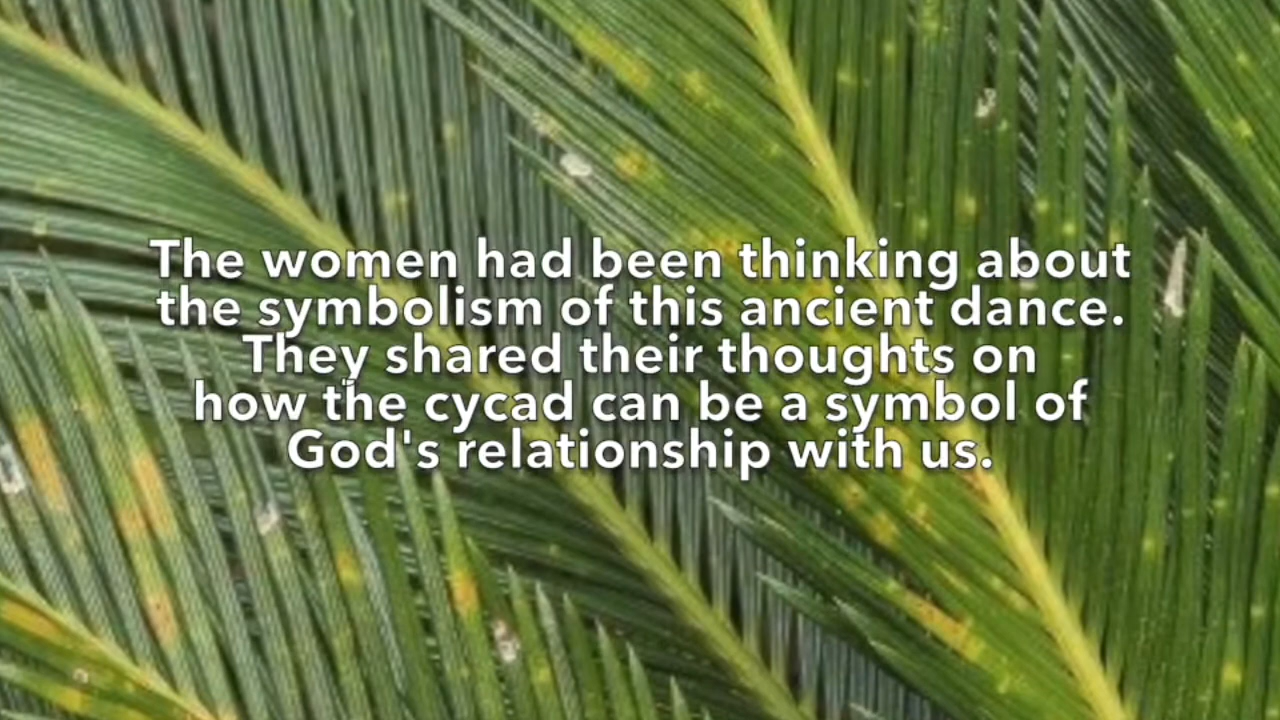 The women had been thinking about
the symbolism of this ancient dance.
They shared their thoughts on
how the cycad can be a symbol of
God's relationship with us.